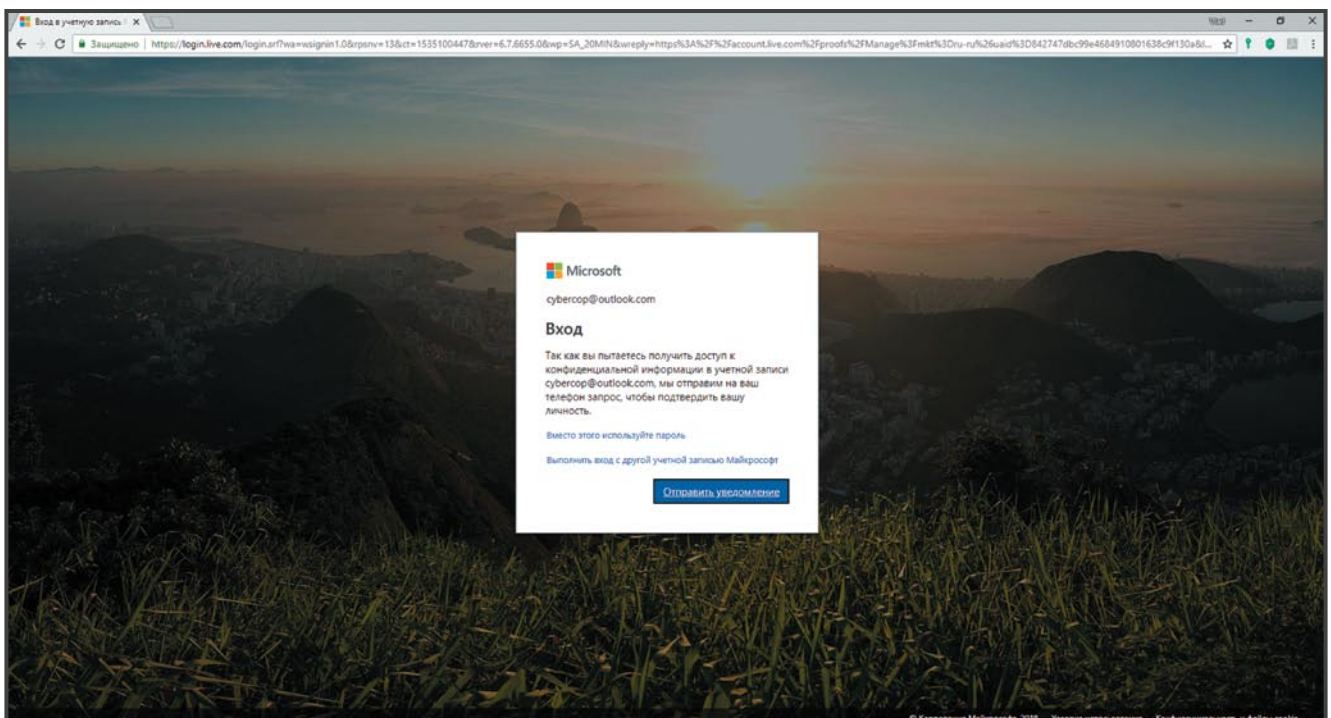 Вход в учетную запись
Защищено
https://login.live.com/login.srf?wa=wsignin1.0&rpsnv=13&ct=1535100447&rver=6.7.6655.0&wp=SA_20MIN&wreply=https%3A%2F%2Faccount.live.com%2Fproofs%2FManage%3Fmkt%3Dru-ru%26uaid%3D842747dbc99e4684910801638c9f130a&l...
Microsoft
cybercop@outlook.com
Вход
Так как вы пытаетесь получить доступ к
конфиденциальной информации в учетной записи
cybercop@outlook.com, мы отправим на ваш
телефон запрос, чтобы подтвердить вашу
личность.
Вместо этого используйте пароль
Выполнить вход с другой учетной записью Майкрософт
Отправить уведомление